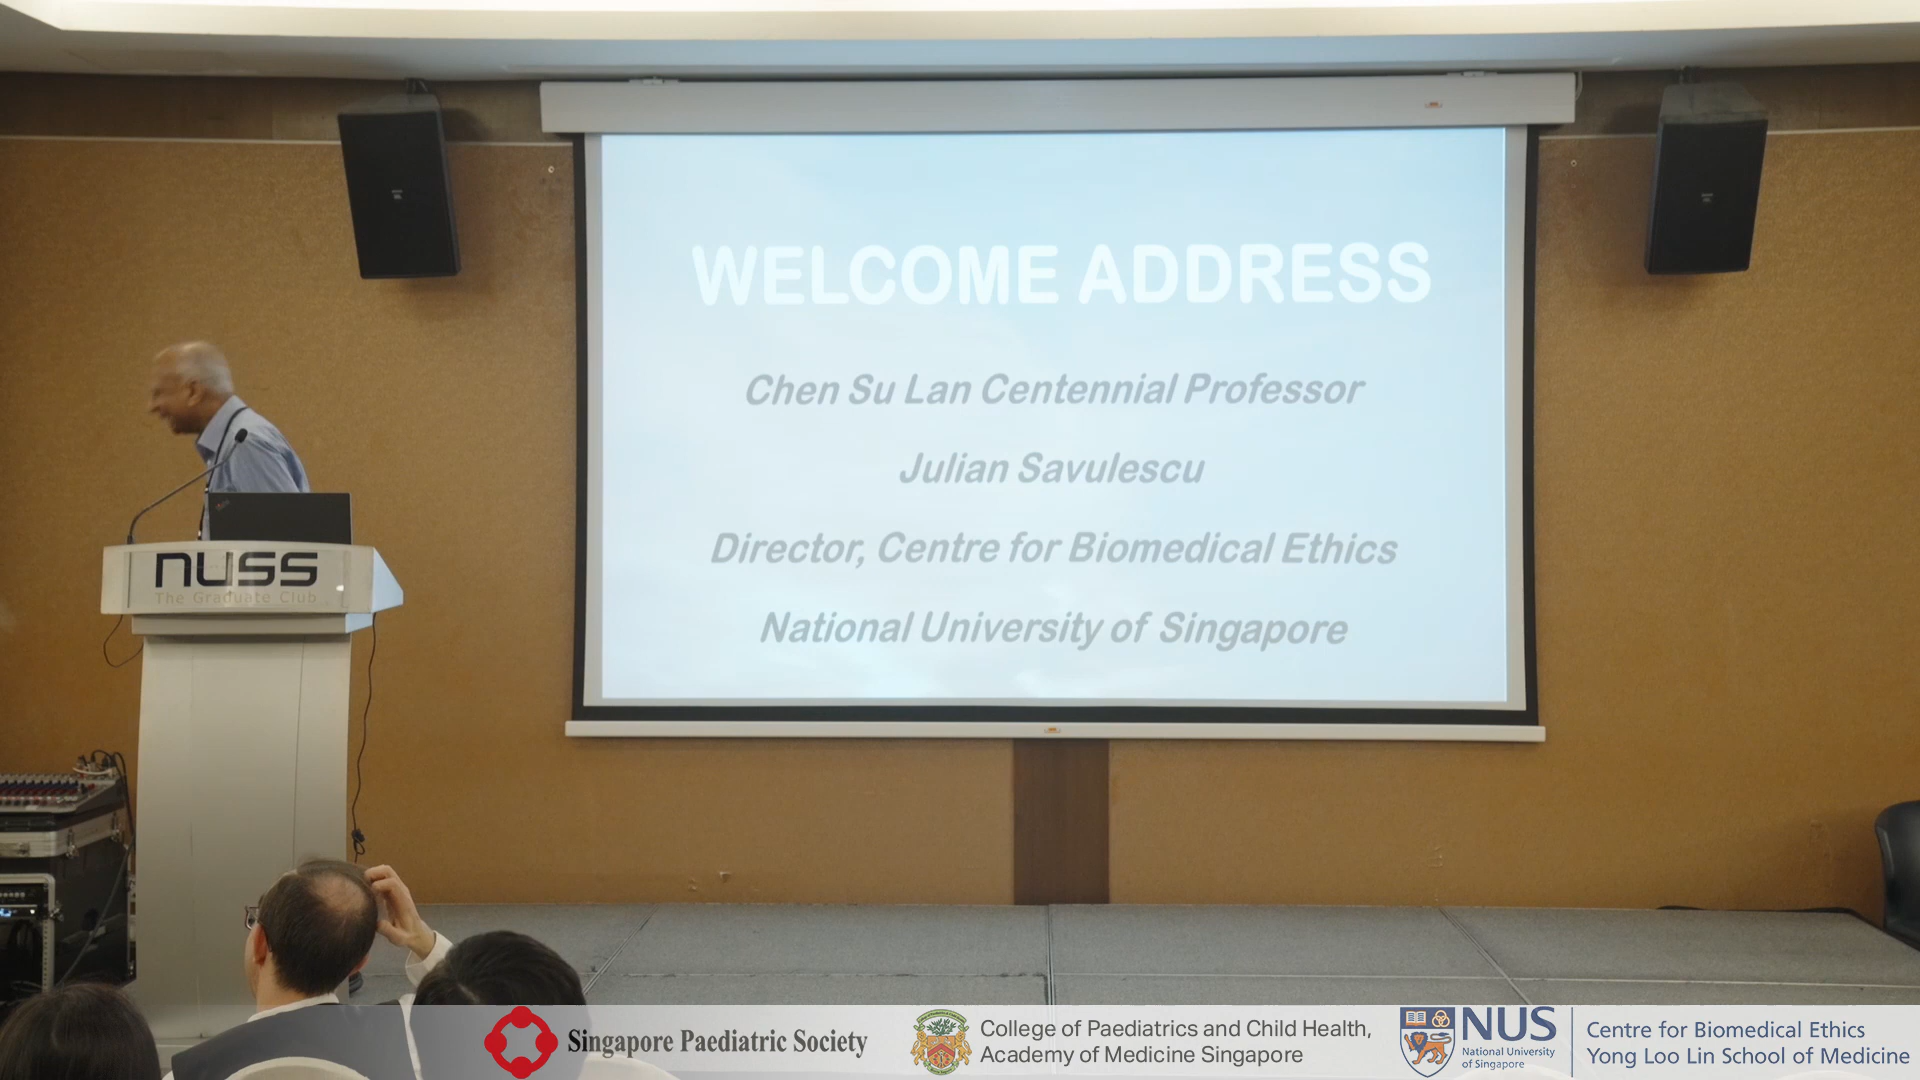 WELCOME ADDRESS
Chen Su Lan Centennial Professor
Julian Savulescu
Director, Centre for Biomedical Ethics
National University of Singapore
nuss
The Graduate Club
Singapore Paediatric Society
College of Paediatrics and Child Health,
Academy of Medicine Singapore
NUS
National University
of Singapore
Centre for Biomedical Ethics
Yong Loo Lin School of Medicine